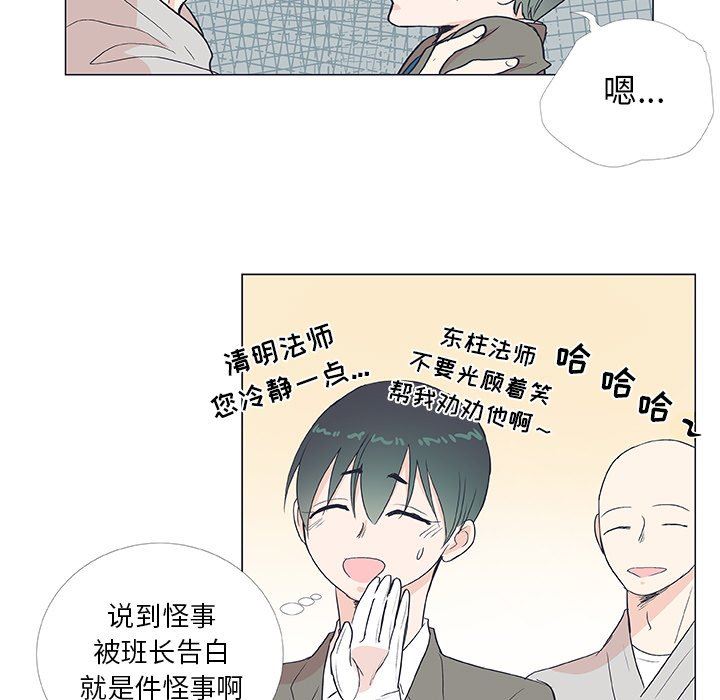 嗯...
清明法师
您冷静一点...
东柱法师
不要光顾着笑
帮我劝劝他啊~
哈 哈 哈~
说到怪事
被班长告白
就是件怪事啊